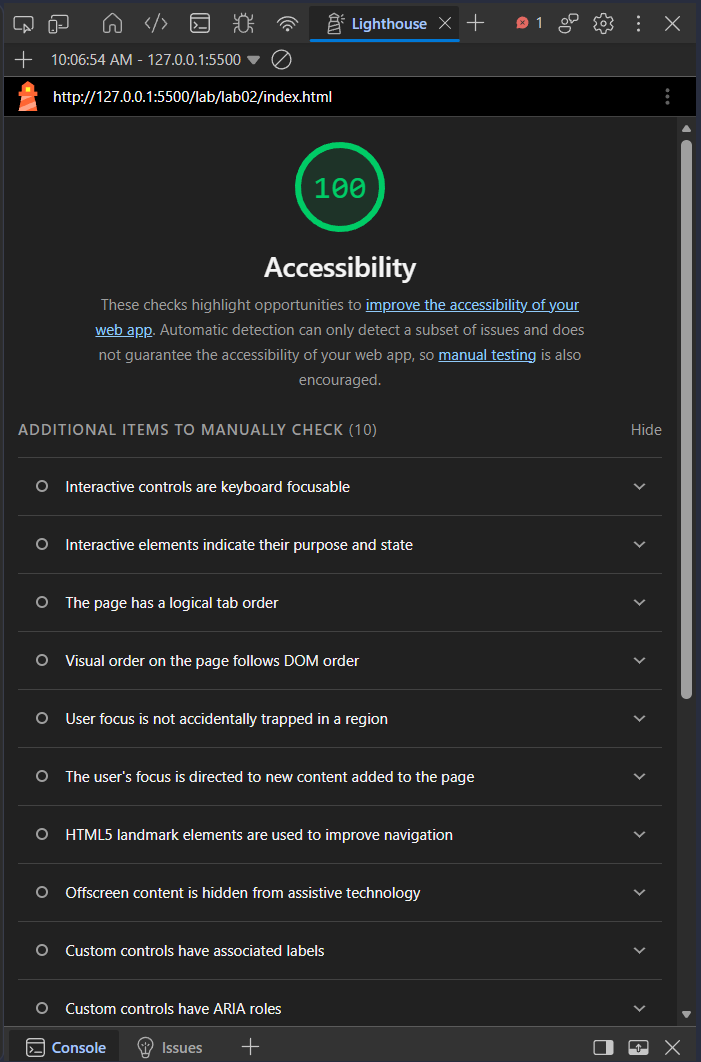 Lighthouse
1
10:06:54 AM - 127.0.0.1:5500
http://127.0.0.1:5500/lab/lab02/index.html
100
Accessibility
These checks highlight opportunities to improve the accessibility of your
web app. Automatic detection can only detect a subset of issues and does
not guarantee the accessibility of your web app, so manual testing is also
encouraged.
ADDITIONAL ITEMS TO MANUALLY CHECK (10) Hide
Interactive controls are keyboard focusable
Interactive elements indicate their purpose and state
The page has a logical tab order
Visual order on the page follows DOM order
User focus is not accidentally trapped in a region
The user's focus is directed to new content added to the page
HTML5 landmark elements are used to improve navigation
Offscreen content is hidden from assistive technology
Custom controls have associated labels
Custom controls have ARIA roles
Console Issues